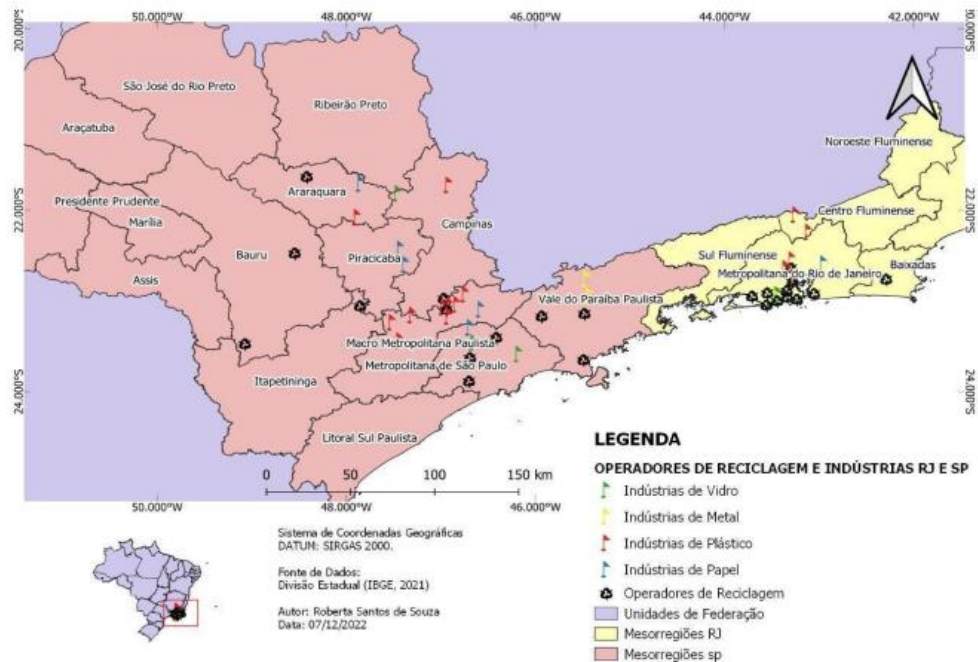 50.000°W 48.000°W 46.000°W 44.000°W 42.000°W
20.000°S 20.000°S
São José do Rio Preto
Ribeirão Preto
Araçatuba
Noroeste Fluminense
Araraquara
Presidente Prudente
22.000°S 22.000°S
Centro Fluminense
Marília
Campinas
Bauru
Piracicaba
Sul Fluminense
Baixadas
Assis
Metropolitana do Rio de Janeiro
Vale do Paraíba Paulista
Macro Metropolitana Paulista
Metropolitana de São Paulo
Itapetininga
24.000°S 24.000°S
Litoral Sul Paulista
0 50 100 150 km
50.000°W 48.000°W 46.000°W
LEGENDA
OPERADORES DE RECICLAGEM E INDÚSTRIAS RJ E SP
Indústrias de Vidro
Indústrias de Metal
Indústrias de Plástico
Indústrias de Papel
Operadores de Reciclagem
Unidades de Federação
Mesorregiões RJ
Mesorregiões sp
Sistema de Coordenadas Geográficas
DATUM: SIRGAS 2000.
Fonte de Dados:
Divisão Estadual (IBGE, 2021)
Autor: Roberta Santos de Souza
Data: 07/12/2022